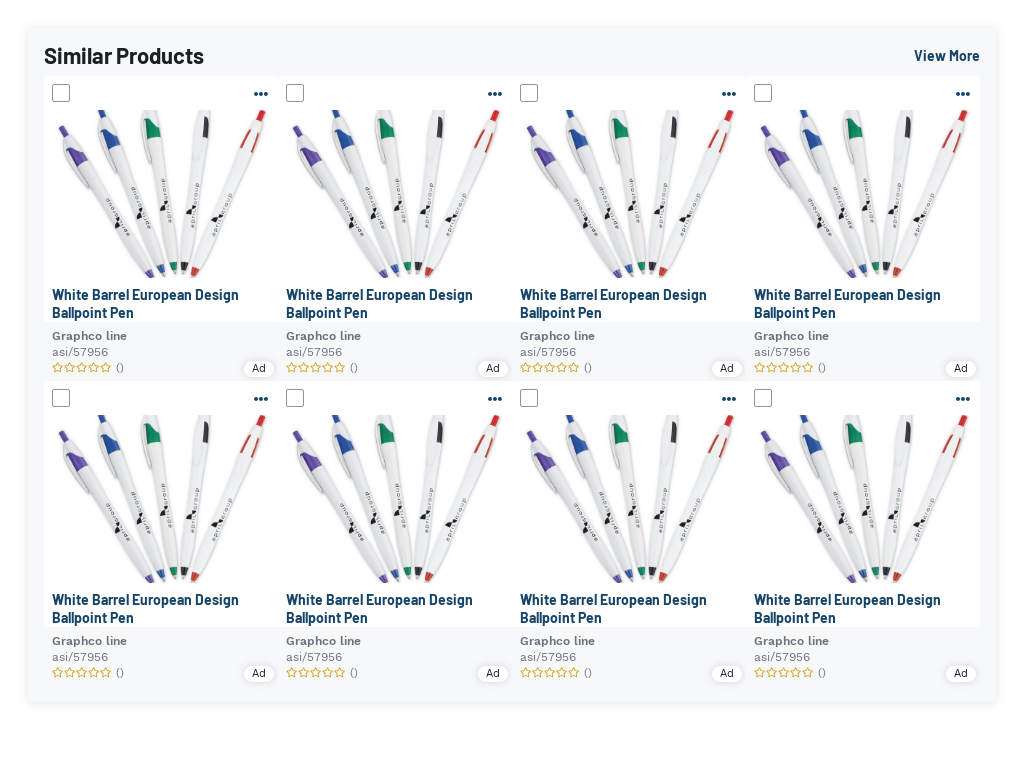 Similar Products
View More
White Barrel European Design
Ballpoint Pen
Graphco line
asi/57956
()
Ad
White Barrel European Design
Ballpoint Pen
Graphco line
asi/57956
()
Ad
White Barrel European Design
Ballpoint Pen
Graphco line
asi/57956
()
Ad
White Barrel European Design
Ballpoint Pen
Graphco line
asi/57956
()
Ad
White Barrel European Design
Ballpoint Pen
Graphco line
asi/57956
()
Ad
White Barrel European Design
Ballpoint Pen
Graphco line
asi/57956
()
Ad
White Barrel European Design
Ballpoint Pen
Graphco line
asi/57956
()
Ad
White Barrel European Design
Ballpoint Pen
Graphco line
asi/57956
()
Ad